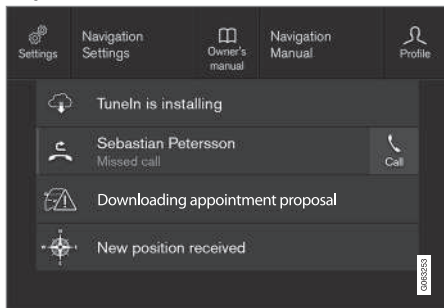 Settings
Navigation
Settings
Owner's
manual
Navigation
Manual
Profile
TuneIn is installing
Sebastian Petersson
Missed call
Call
Downloading appointment proposal
New position received
G063253